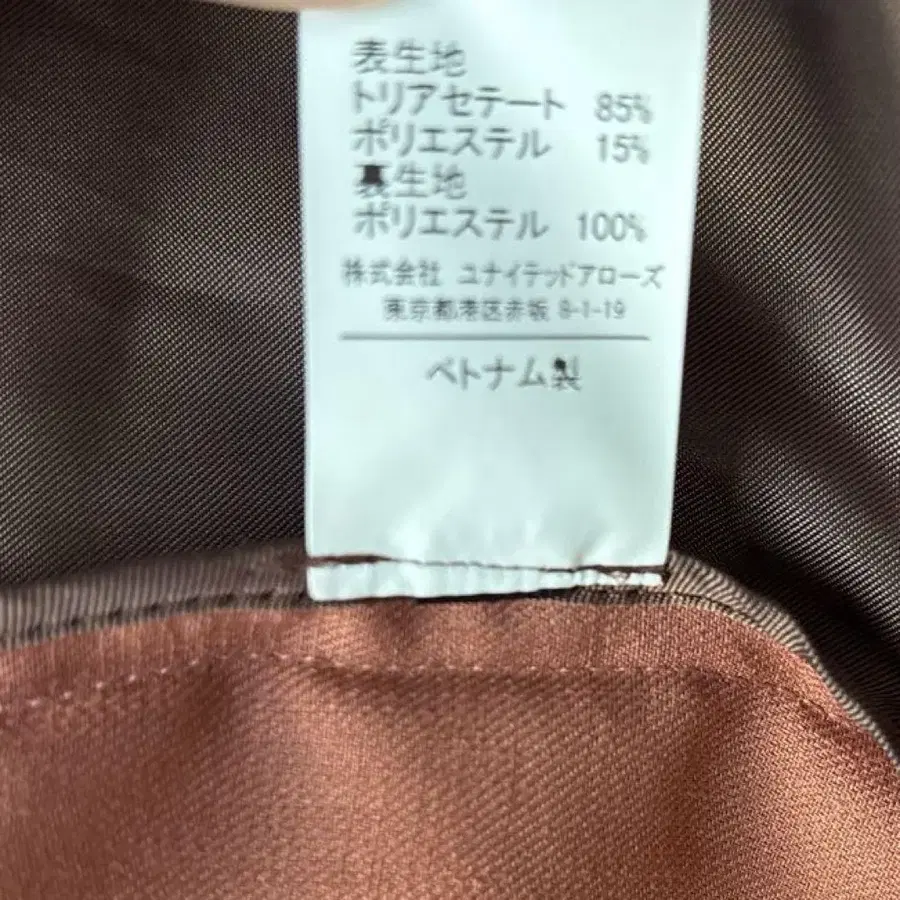 表生地
トリアセテート 85%
ポリエステル 15%
裏生地
ポリエステル 100%
株式会社 ユナイテッドアローズ
東京都港区赤坂 8-1-19
ベトナム製